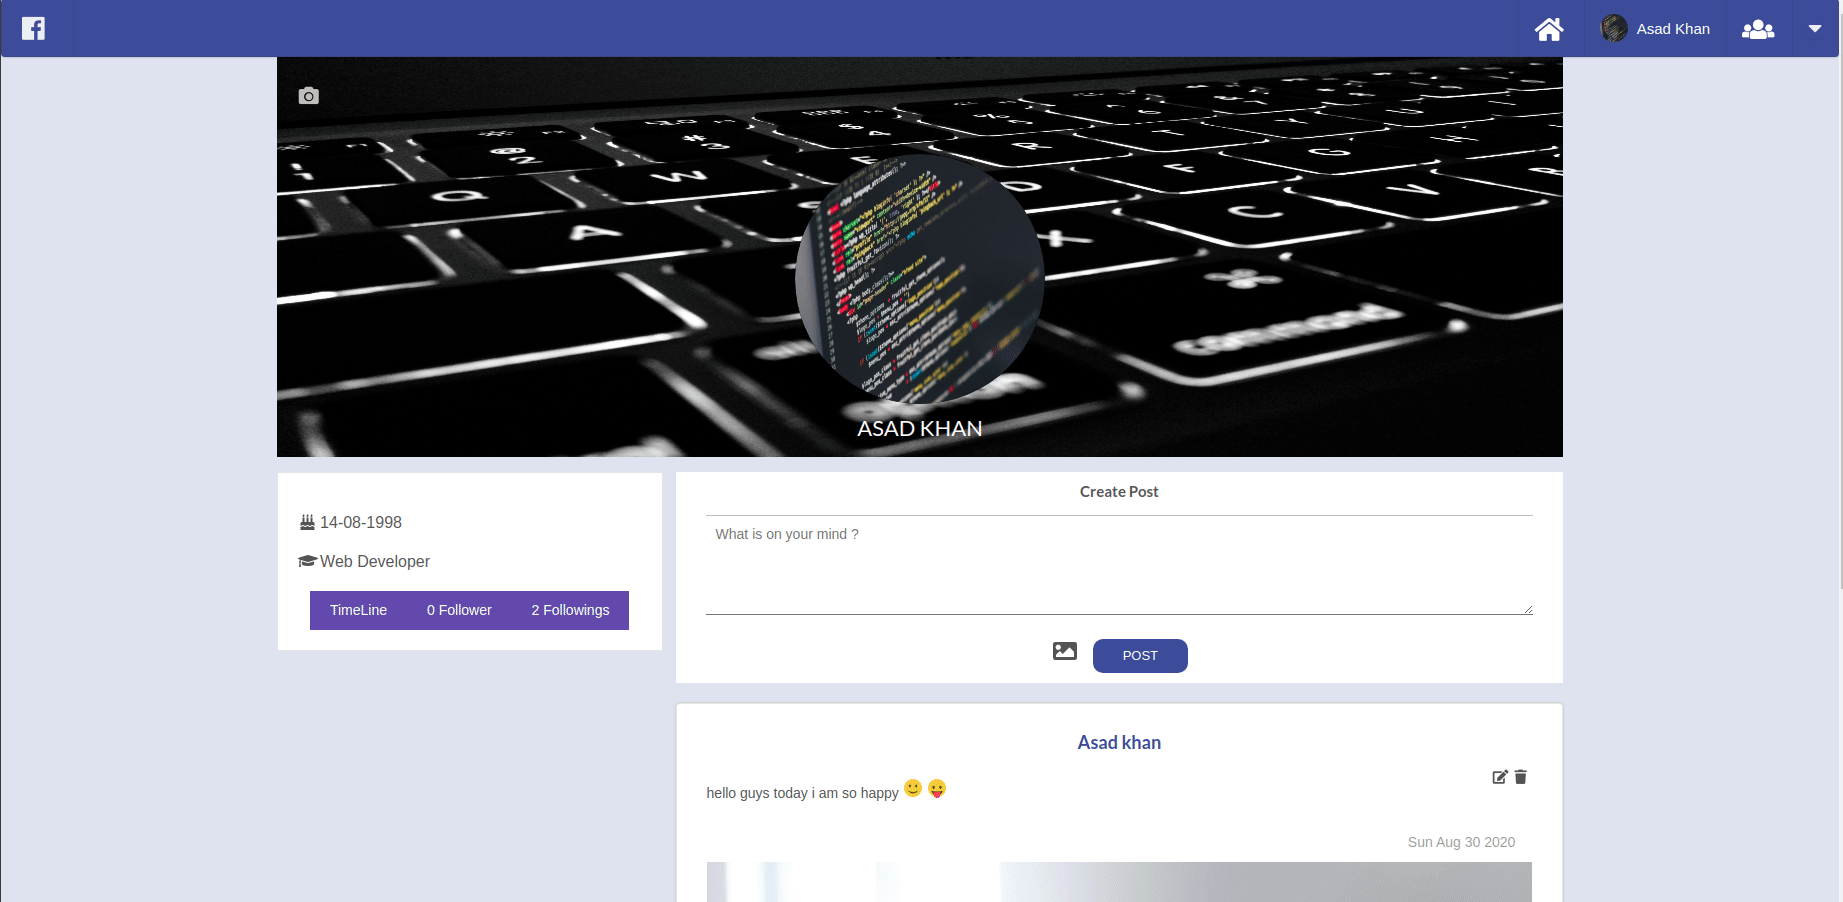 Asad Khan
ASAD KHAN
14-08-1998
Web Developer
TimeLine 0 Follower 2 Followings
Create Post
What is on your mind ?
POST
Asad khan
hello guys today i am so happy 🙂 😛
Sun Aug 30 2020
command